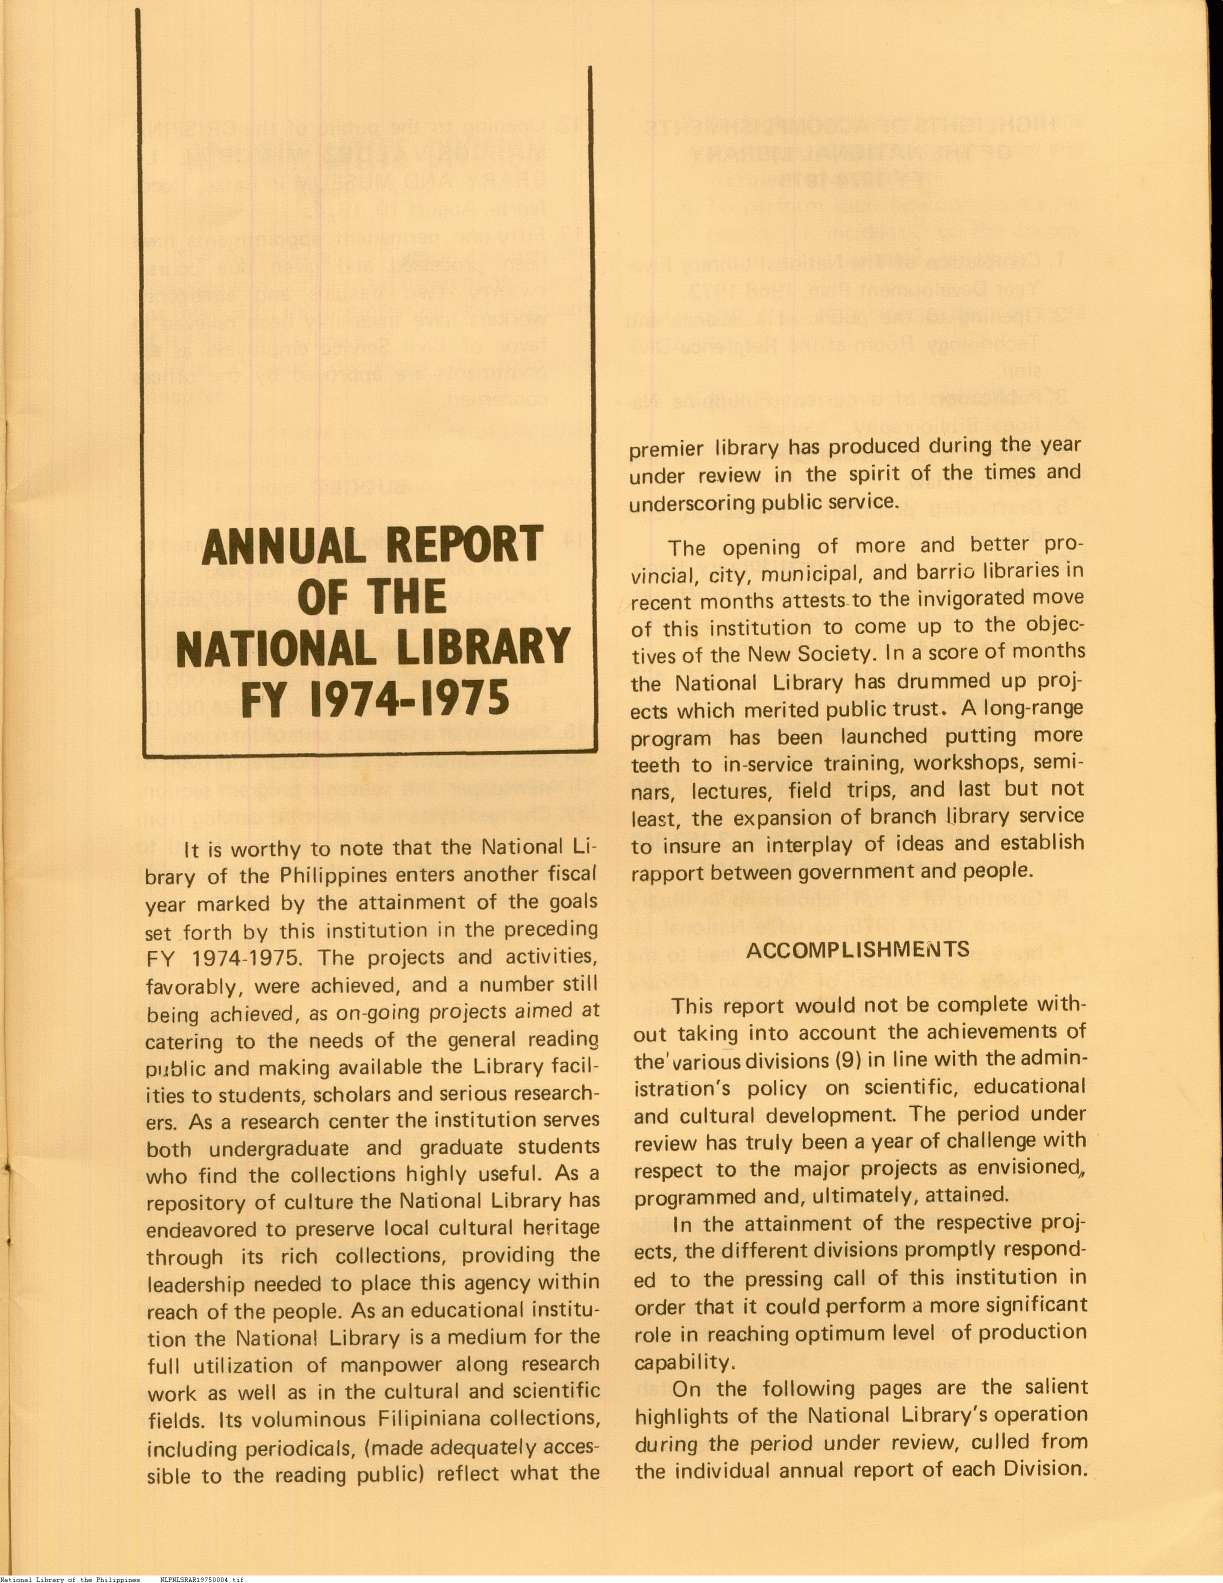 ANNUAL REPORT
OF THE
NATIONAL LIBRARY
FY 1974-1975
It is worthy to note that the National Li-
brary of the Philippines enters another fiscal
year marked by the attainment of the goals
set forth by this institution in the preceding
FY 1974-1975. The projects and activities,
favorably, were achieved, and a number still
being achieved, as on-going projects aimed at
catering to the needs of the general reading
public and making available the Library facil-
ities to students, scholars and serious research-
ers. As a research center the institution serves
both undergraduate and graduate students
who find the collections highly useful. As a
repository of culture the National Library has
endeavored to preserve local cultural heritage
through its rich collections, providing the
leadership needed to place this agency within
reach of the people. As an educational institu-
tion the National Library is a medium for the
full utilization of manpower along research
work as well as in the cultural and scientific
fields. Its voluminous Filipiniana collections,
including periodicals, (made adequately acces-
sible to the reading public) reflect what the
premier library has produced during the year
under review in the spirit of the times and
underscoring public service.
The opening of more and better pro-
vincial, city, municipal, and barrio libraries in
recent months attests to the invigorated move
of this institution to come up to the objec-
tives of the New Society. In a score of months
the National Library has drummed up proj-
ects which merited public trust. A long-range
program has been launched putting more
teeth to in-service training, workshops, semi-
nars, lectures, field trips, and last but not
least, the expansion of branch library service
to insure an interplay of ideas and establish
rapport between government and people.
ACCOMPLISHMENTS
This report would not be complete with-
out taking into account the achievements of
the various divisions (9) in line with the admin-
istration's policy on scientific, educational
and cultural development. The period under
review has truly been a year of challenge with
respect to the major projects as envisioned,
programmed and, ultimately, attained.
In the attainment of the respective proj-
ects, the different divisions promptly respond-
ed to the pressing call of this institution in
order that it could perform a more significant
role in reaching optimum level of production
capability.
On the following pages are the salient
highlights of the National Library's operation
during the period under review, culled from
the individual annual report of each Division.
National Library of the Philippines NLPNLSRAR19750004.tif